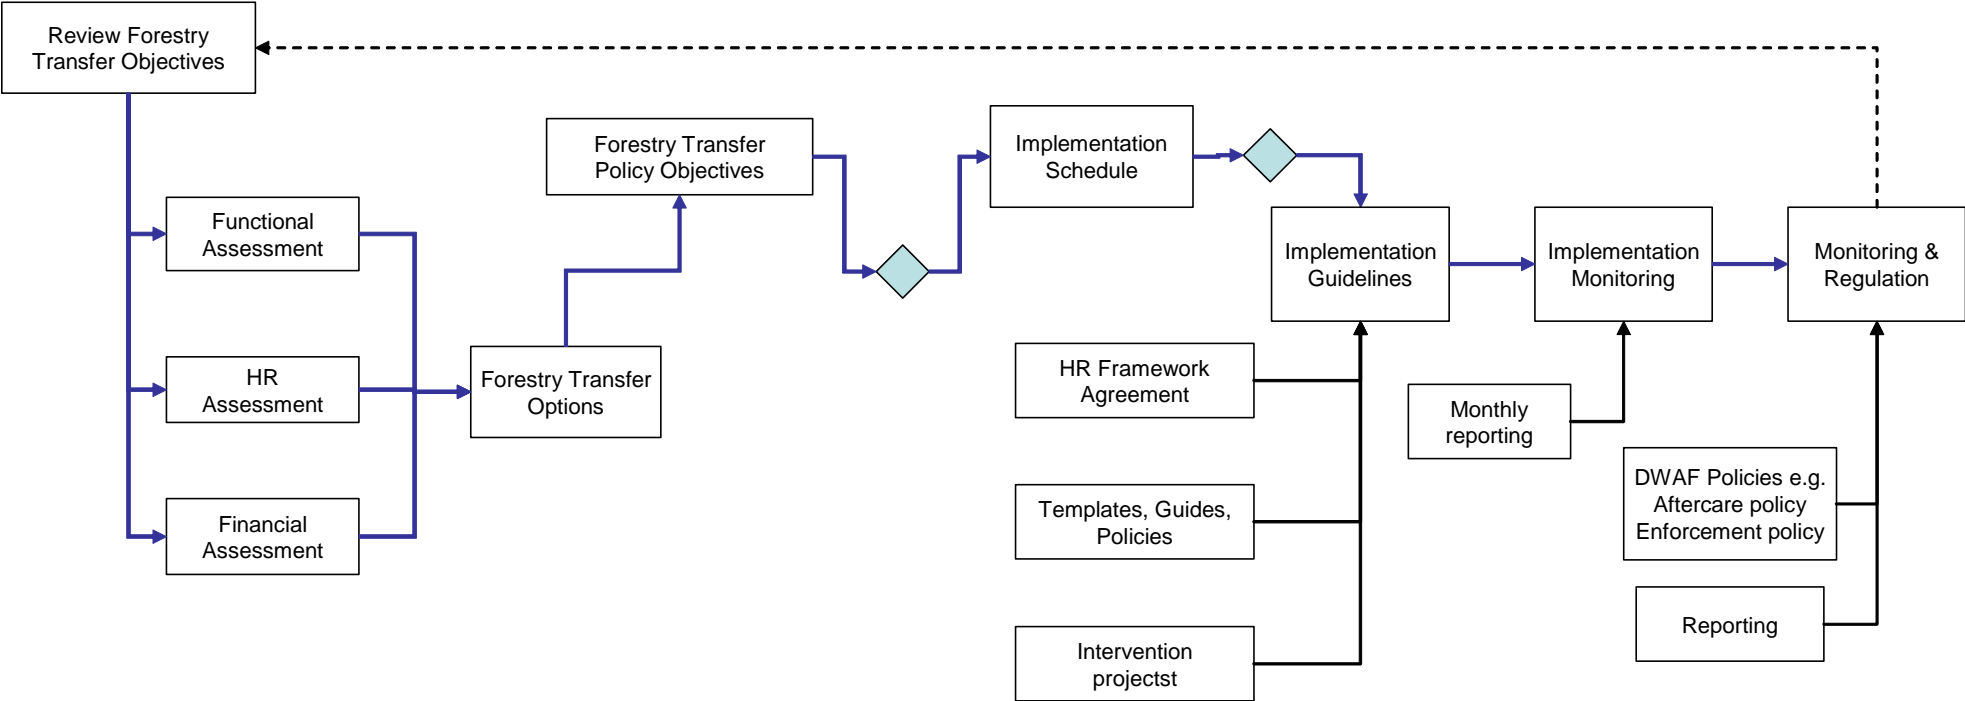 Review Forestry
Transfer Objectives
Functional
Assessment
HR
Assessment
Financial
Assessment
Forestry Transfer
Options
Forestry Transfer
Policy Objectives
Implementation
Schedule
Implementation
Guidelines
HR Framework
Agreement
Templates, Guides,
Policies
Intervention
projectst
Implementation
Monitoring
Monthly
reporting
Monitoring &
Regulation
DWAF Policies e.g.
Aftercare policy
Enforcement policy
Reporting